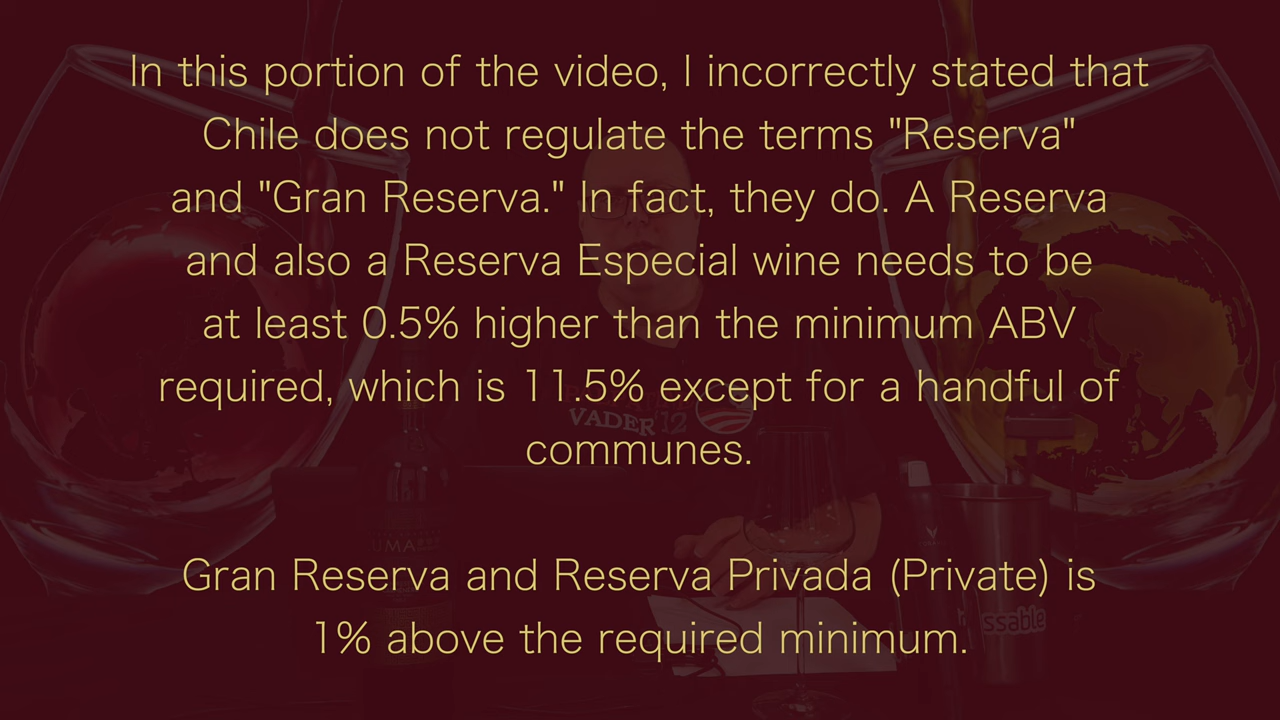 In this portion of the video, I incorrectly stated that
Chile does not regulate the terms "Reserva"
and "Gran Reserva." In fact, they do. A Reserva
and also a Reserva Especial wine needs to be
at least 0.5% higher than the minimum ABV
required, which is 11.5% except for a handful of
communes.
VADER '12
Gran Reserva and Reserva Privada (Private) is
1% above the required minimum.